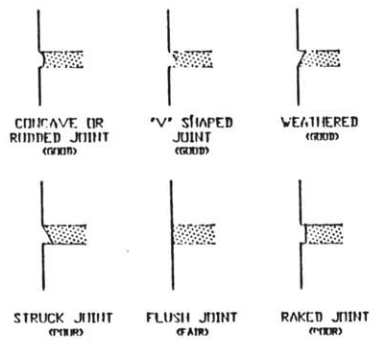 CONCAVE OR
RODDED JOINT
(GOOD)
"V" SHAPED
JOINT
(GOOD)
WEATHERED
(GOOD)
STRUCK JOINT
(POOR)
FLUSH JOINT
(FAIR)
RAKED JOINT
(POOR)